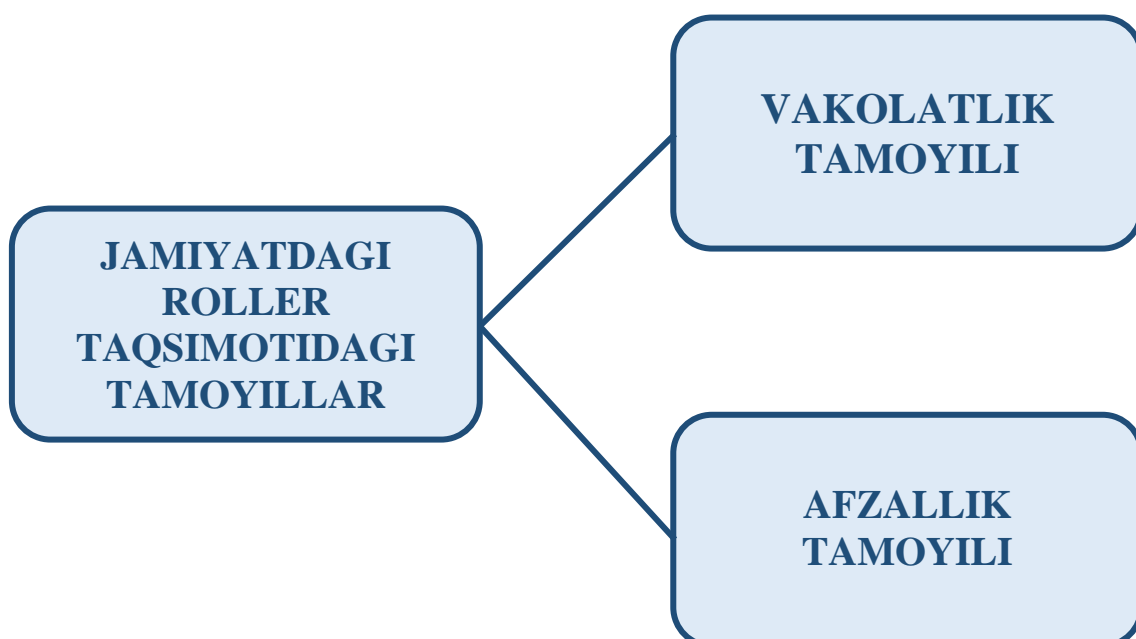 JAMIYATDAGI
ROLLER
TAQSIMOTIDAGI
TAMOYILLAR
VAKOLATLIK
TAMOYILI
AFZALLIK
TAMOYILI